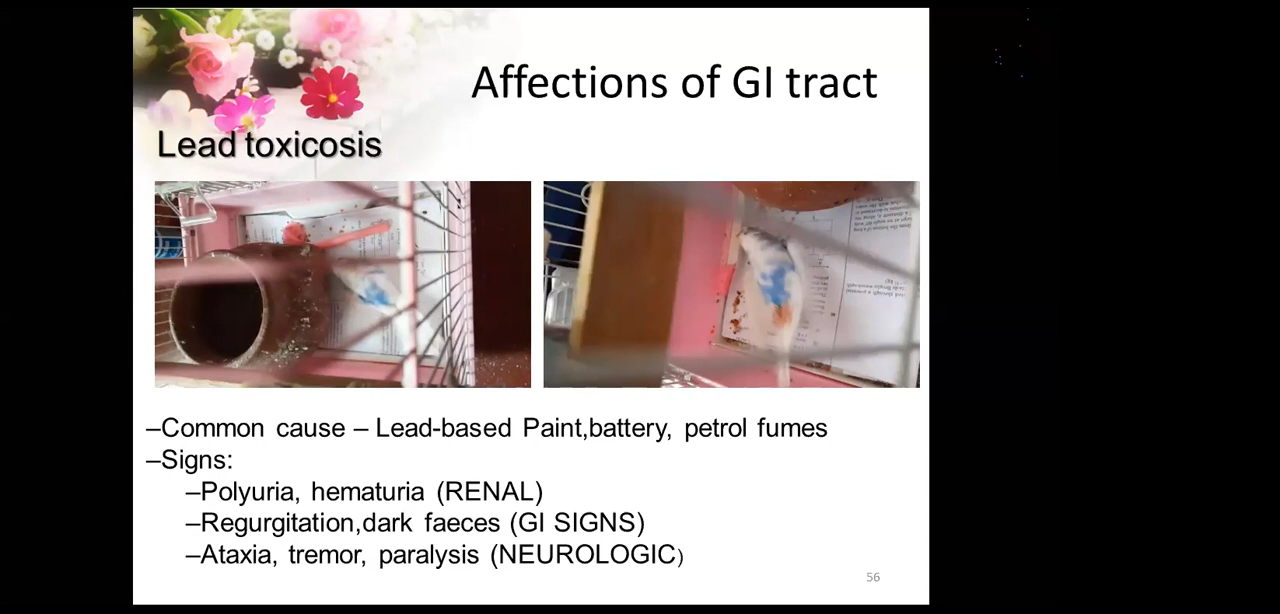 Affections of GI tract
Lead toxicosis
–Common cause – Lead-based Paint,battery, petrol fumes
–Signs:
–Polyuria, hematuria (RENAL)
–Regurgitation,dark faeces (GI SIGNS)
–Ataxia, tremor, paralysis (NEUROLOGIC)
56